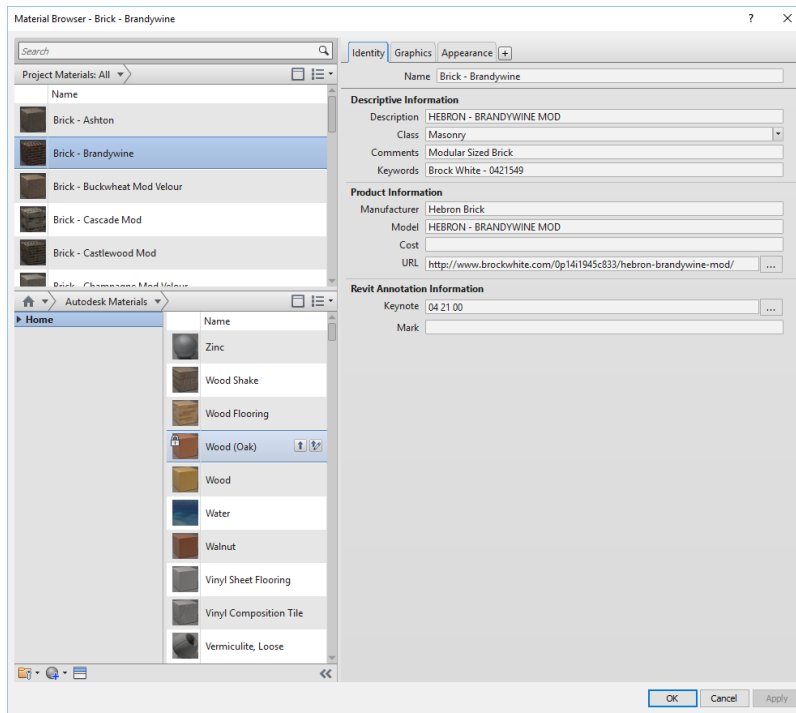 Material Browser - Brick - Brandywine
?
Search
Project Materials: All
Name
Brick - Ashton
Brick - Brandywine
Brick - Buckwheat Mod Velour
Brick - Cascade Mod
Brick - Castlewood Mod
Brick - Champagne Mod Velour
Autodesk Materials
Home
Name
Zinc
Wood Shake
Wood Flooring
Wood (Oak)
Wood
Water
Walnut
Vinyl Sheet Flooring
Vinyl Composition Tile
Vermiculite, Loose
Identity Graphics Appearance +
Name Brick - Brandywine
Descriptive Information
Description HEBRON - BRANDYWINE MOD
Class Masonry
Comments Modular Sized Brick
Keywords Brock White - 0421549
Product Information
Manufacturer Hebron Brick
Model HEBRON - BRANDYWINE MOD
Cost
URL http://www.brockwhite.com/0p14i1945c833/hebron-brandywine-mod/ ...
Revit Annotation Information
Keynote 04 21 00 ...
Mark
OK Cancel Apply